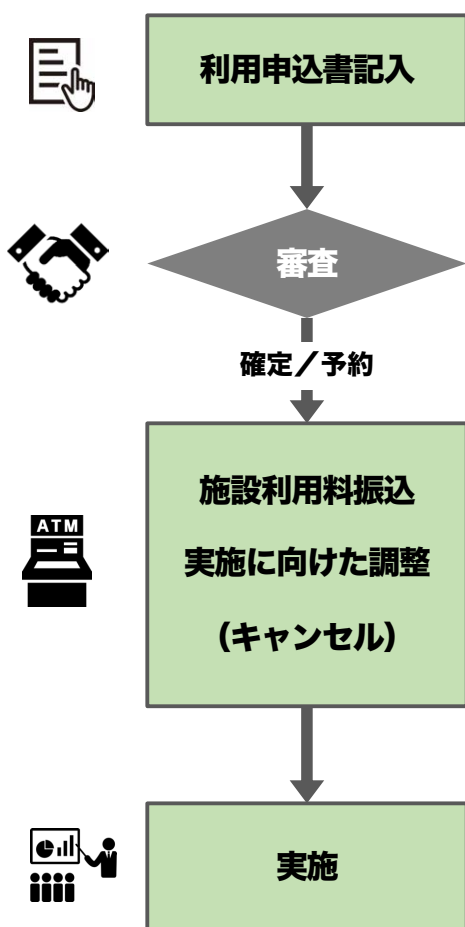 利用申込書記入
審査
確定／予約
ATM
施設利用料振込
実施に向けた調整
(キャンセル)
実施